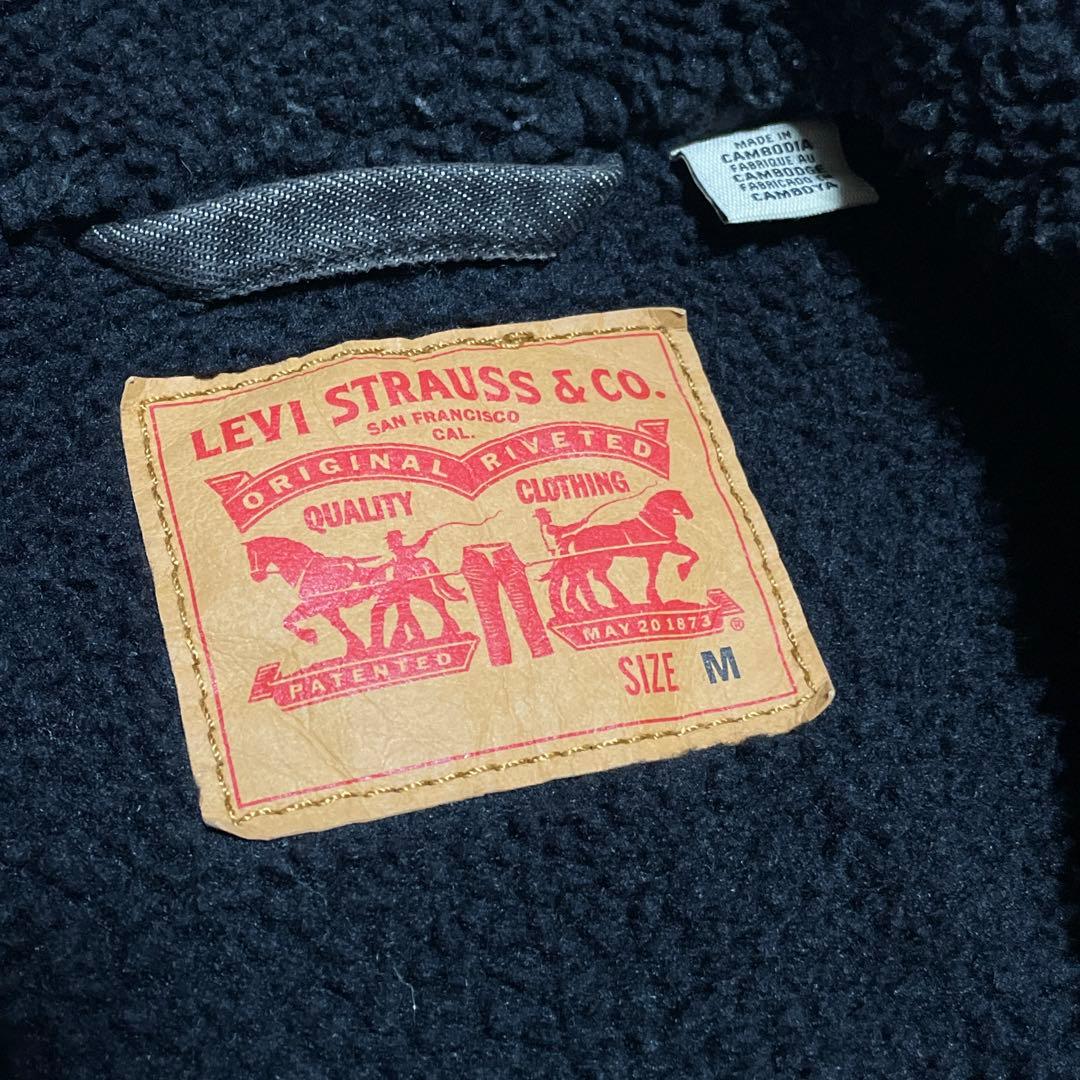 MADE IN
CAMBODIA
FABRIQUE AU
CAMBODGE
FABRICADO E
CAMBOYA
LEVI STRAUSS & CO.
SAN FRANCISCO
CAL.
ORIGINAL RIVETED
QUALITY CLOTHING
PATENTED MAY 20 1873 ®
SIZE M